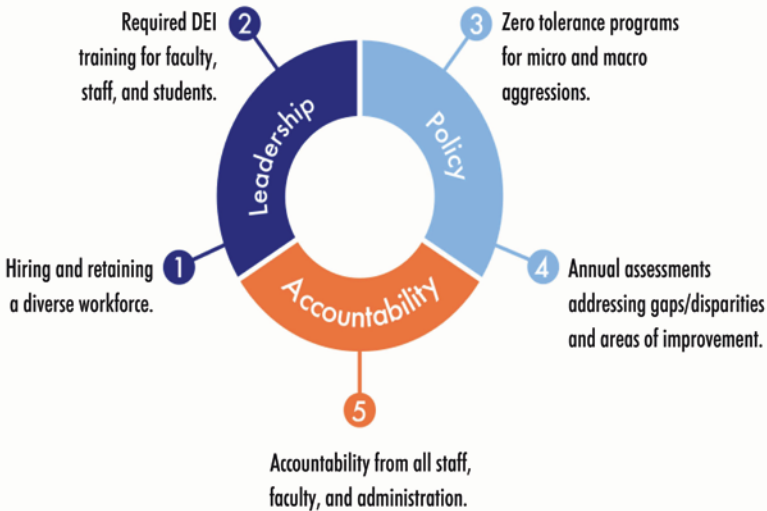 2
Required DEI
training for faculty,
staff, and students.
3
Zero tolerance programs
for micro and macro
aggressions.
Leadership
Policy
1
Hiring and retaining
a diverse workforce.
4
Annual assessments
addressing gaps/disparities
and areas of improvement.
Accountability
5
Accountability from all staff,
faculty, and administration.